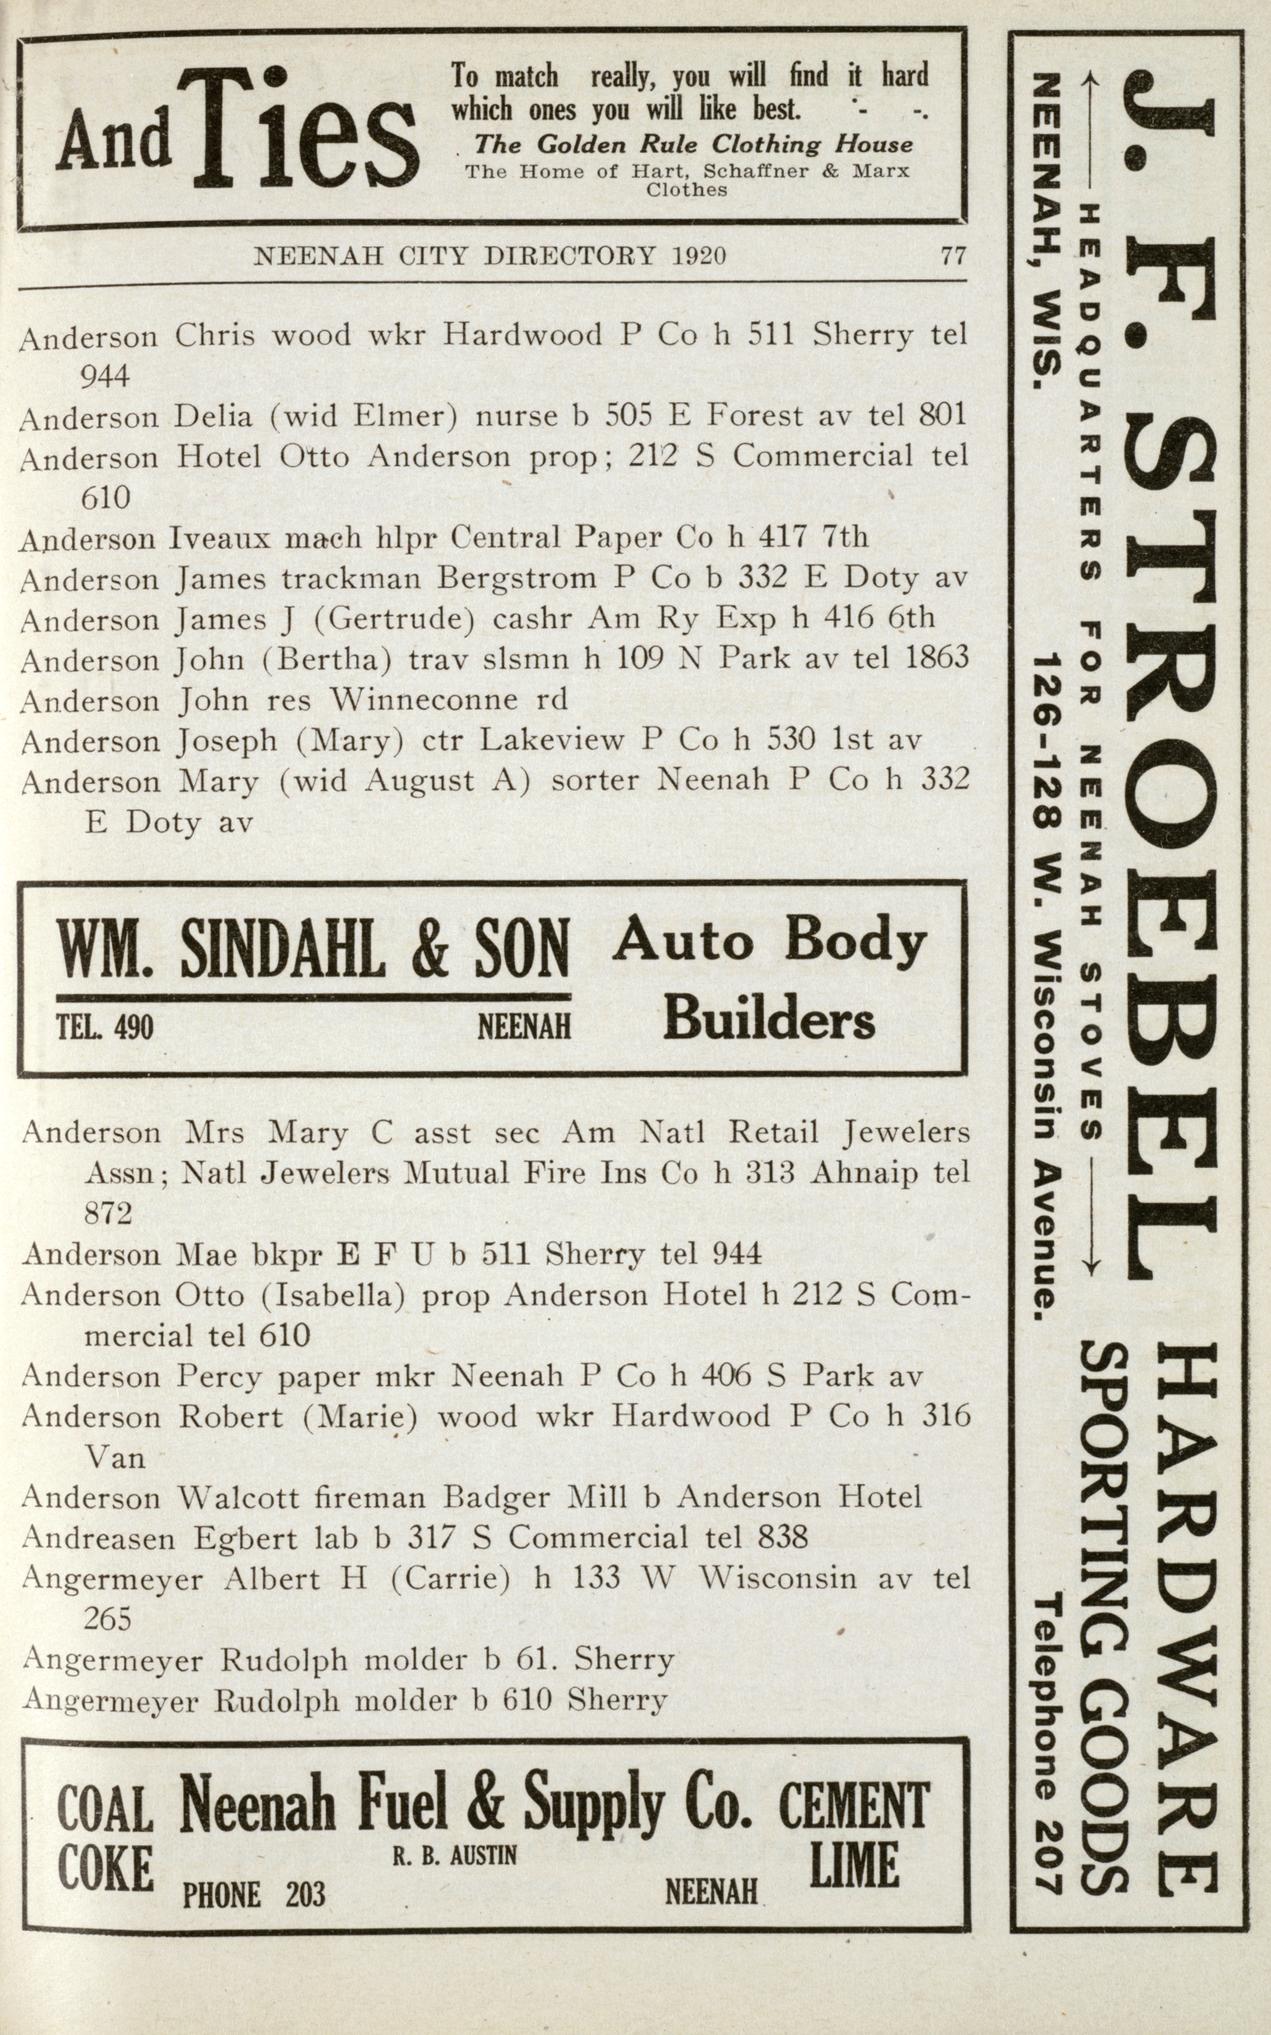 And Ties
To match really, you will find it hard
which ones you will like best. '- -.
The Golden Rule Clothing House
The Home of Hart, Schaffner & Marx
Clothes
NEENAH CITY DIRECTORY 1920 77
Anderson Chris wood wkr Hardwood P Co h 511 Sherry tel
944
Anderson Delia (wid Elmer) nurse b 505 E Forest av tel 801
Anderson Hotel Otto Anderson prop; 212 S Commercial tel
610
Anderson Iveaux mach hlpr Central Paper Co h 417 7th
Anderson James trackman Bergstrom P Co b 332 E Doty av
Anderson James J (Gertrude) cashr Am Ry Exp h 416 6th
Anderson John (Bertha) trav slsmn h 109 N Park av tel 1863
Anderson John res Winneconne rd
Anderson Joseph (Mary) ctr Lakeview P Co h 530 1st av
Anderson Mary (wid August A) sorter Neenah P Co h 332
E Doty av
WM. SINDAHL & SON Auto Body
TEL. 490 NEENAH Builders
Anderson Mrs Mary C asst sec Am Natl Retail Jewelers
Assn; Natl Jewelers Mutual Fire Ins Co h 313 Ahnaip tel
872
Anderson Mae bkpr E F U b 511 Sherry tel 944
Anderson Otto (Isabella) prop Anderson Hotel h 212 S Com-
mercial tel 610
Anderson Percy paper mkr Neenah P Co h 406 S Park av
Anderson Robert (Marie) wood wkr Hardwood P Co h 316
Van
Anderson Walcott fireman Badger Mill b Anderson Hotel
Andreasen Egbert lab b 317 S Commercial tel 838
Angermeyer Albert H (Carrie) h 133 W Wisconsin av tel
265
Angermeyer Rudolph molder b 61. Sherry
Angermeyer Rudolph molder b 610 Sherry
COAL Neenah Fuel & Supply Co. CEMENT
COKE R. B. AUSTIN LIME
PHONE 203 NEENAH
J. F. STROEBEL HARDWARE
←HEADQUARTERS FOR NEENAH STOVES→ SPORTING GOODS
NEENAH, WIS. 126-128 W. Wisconsin Avenue. Telephone 207